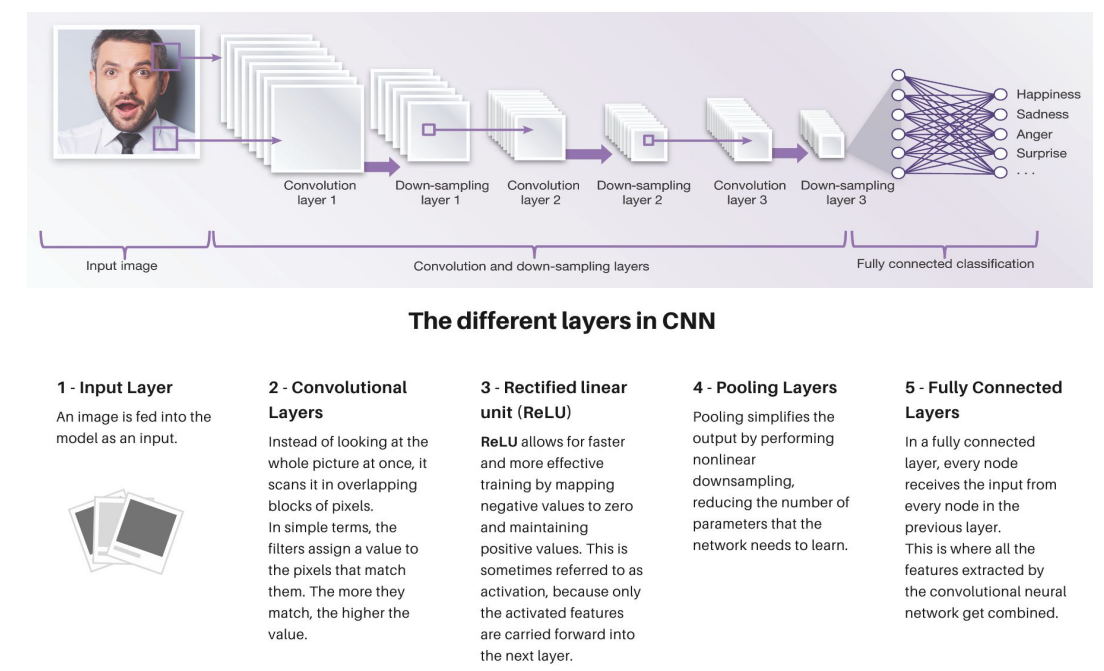 Happiness
Sadness
Anger
Surprise
. . .
Convolution
layer 1
Down-sampling
layer 1
Convolution
layer 2
Down-sampling
layer 2
Convolution
layer 3
Down-sampling
layer 3
Input image
Convolution and down-sampling layers
Fully connected classification
The different layers in CNN
1 - Input Layer
An image is fed into the
model as an input.
2 - Convolutional
Layers
Instead of looking at the
whole picture at once, it
scans it in overlapping
blocks of pixels.
In simple terms, the
filters assign a value to
the pixels that match
them. The more they
match, the higher the
value.
3 - Rectified linear
unit (ReLU)
ReLU allows for faster
and more effective
training by mapping
negative values to zero
and maintaining
positive values. This is
sometimes referred to as
activation, because only
the activated features
are carried forward into
the next layer.
4 - Pooling Layers
Pooling simplifies the
output by performing
nonlinear
downsampling,
reducing the number of
parameters that the
network needs to learn.
5 - Fully Connected
Layers
In a fully connected
layer, every node
receives the input from
every node in the
previous layer.
This is where all the
features extracted by
the convolutional neural
network get combined.